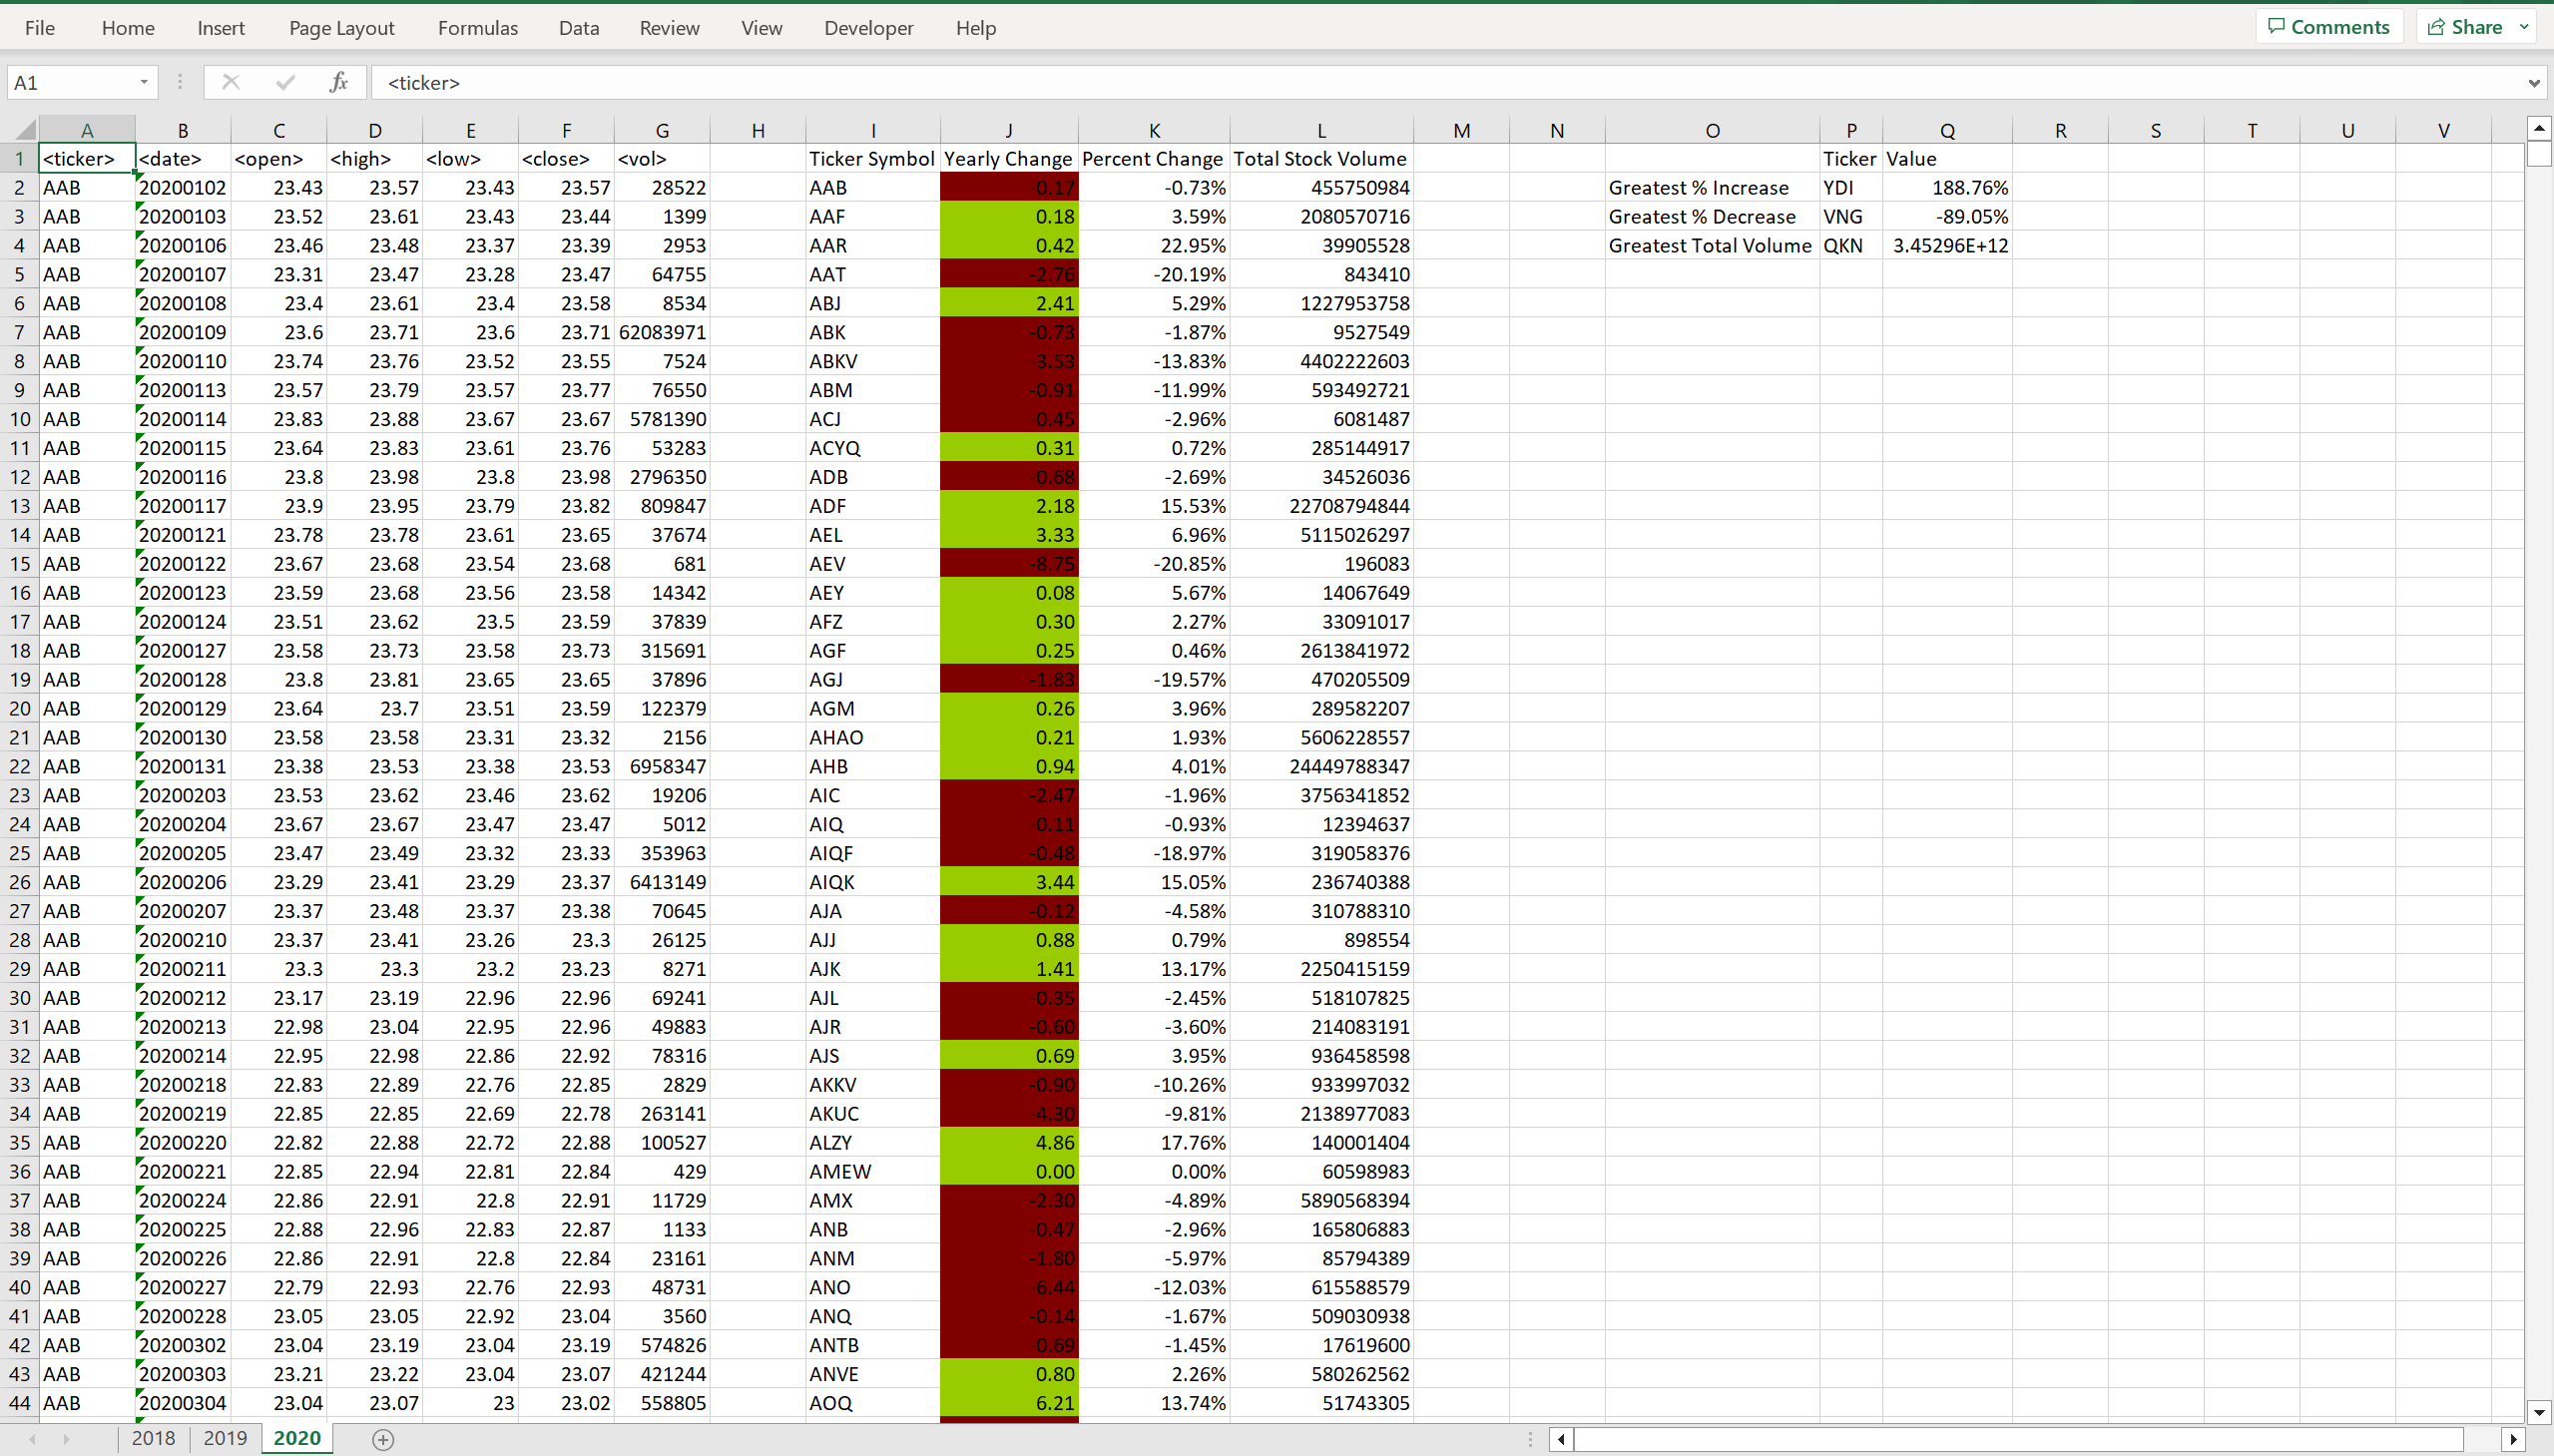 File Home Insert Page Layout Formulas Data Review View Developer Help Comments Share
A1 fx <ticker>
A B C D E F G H I J K L M N O P Q R S T U V
1 <ticker> <date> <open> <high> <low> <close> <vol> Ticker Symbol Yearly Change Percent Change Total Stock Volume Ticker Value
2 AAB 20200102 23.43 23.57 23.43 23.57 28522 AAB -0.17 -0.73% 455750984 Greatest % Increase YDI 188.76%
3 AAB 20200103 23.52 23.61 23.43 23.44 1399 AAF 0.18 3.59% 2080570716 Greatest % Decrease VNG -89.05%
4 AAB 20200106 23.46 23.48 23.37 23.39 2953 AAR 0.42 22.95% 39905528 Greatest Total Volume QKN 3.45296E+12
5 AAB 20200107 23.31 23.47 23.28 23.47 64755 AAT -2.76 -20.19% 843410
6 AAB 20200108 23.4 23.61 23.4 23.58 8534 ABJ 2.41 5.29% 1227953758
7 AAB 20200109 23.6 23.71 23.6 23.71 62083971 ABK -0.73 -1.87% 9527549
8 AAB 20200110 23.74 23.76 23.52 23.55 7524 ABKV -3.53 -13.83% 4402222603
9 AAB 20200113 23.57 23.79 23.57 23.77 76550 ABM -0.91 -11.99% 593492721
10 AAB 20200114 23.83 23.88 23.67 23.67 5781390 ACJ -0.45 -2.96% 6081487
11 AAB 20200115 23.64 23.83 23.61 23.76 53283 ACYQ 0.31 0.72% 285144917
12 AAB 20200116 23.8 23.98 23.8 23.98 2796350 ADB -0.68 -2.69% 34526036
13 AAB 20200117 23.9 23.95 23.79 23.82 809847 ADF 2.18 15.53% 22708794844
14 AAB 20200121 23.78 23.78 23.61 23.65 37674 AEL 3.33 6.96% 5115026297
15 AAB 20200122 23.67 23.68 23.54 23.68 681 AEV -8.75 -20.85% 196083
16 AAB 20200123 23.59 23.68 23.56 23.58 14342 AEY 0.08 5.67% 14067649
17 AAB 20200124 23.51 23.62 23.5 23.59 37839 AFZ 0.30 2.27% 33091017
18 AAB 20200127 23.58 23.73 23.58 23.73 315691 AGF 0.25 0.46% 2613841972
19 AAB 20200128 23.8 23.81 23.65 23.65 37896 AGJ -1.83 -19.57% 470205509
20 AAB 20200129 23.64 23.7 23.51 23.59 122379 AGM 0.26 3.96% 289582207
21 AAB 20200130 23.58 23.58 23.31 23.32 2156 AHAO 0.21 1.93% 5606228557
22 AAB 20200131 23.38 23.53 23.38 23.53 6958347 AHB 0.94 4.01% 24449788347
23 AAB 20200203 23.53 23.62 23.46 23.62 19206 AIC -2.47 -1.96% 3756341852
24 AAB 20200204 23.67 23.67 23.47 23.47 5012 AIQ -0.11 -0.93% 12394637
25 AAB 20200205 23.47 23.49 23.32 23.33 353963 AIQF -0.48 -18.97% 319058376
26 AAB 20200206 23.29 23.41 23.29 23.37 6413149 AIQK 3.44 15.05% 236740388
27 AAB 20200207 23.37 23.48 23.37 23.38 70645 AJA -0.12 -4.58% 310788310
28 AAB 20200210 23.37 23.41 23.26 23.3 26125 AJJ 0.88 0.79% 898554
29 AAB 20200211 23.3 23.3 23.2 23.23 8271 AJK 1.41 13.17% 2250415159
30 AAB 20200212 23.17 23.19 22.96 22.96 69241 AJL -0.35 -2.45% 518107825
31 AAB 20200213 22.98 23.04 22.95 22.96 49883 AJR -0.60 -3.60% 214083191
32 AAB 20200214 22.95 22.98 22.86 22.92 78316 AJS 0.69 3.95% 936458598
33 AAB 20200218 22.83 22.89 22.76 22.85 2829 AKKV -0.90 -10.26% 933997032
34 AAB 20200219 22.85 22.85 22.69 22.78 263141 AKUC -4.30 -9.81% 2138977083
35 AAB 20200220 22.82 22.88 22.72 22.88 100527 ALZY 4.86 17.76% 140001404
36 AAB 20200221 22.85 22.94 22.81 22.84 429 AMEW 0.00 0.00% 60598983
37 AAB 20200224 22.86 22.91 22.8 22.91 11729 AMX -2.30 -4.89% 5890568394
38 AAB 20200225 22.88 22.96 22.83 22.87 1133 ANB -0.47 -2.96% 165806883
39 AAB 20200226 22.86 22.91 22.8 22.84 23161 ANM -1.80 -5.97% 85794389
40 AAB 20200227 22.79 22.93 22.76 22.93 48731 ANO -6.44 -12.03% 615588579
41 AAB 20200228 23.05 23.05 22.92 23.04 3560 ANQ -0.14 -1.67% 509030938
42 AAB 20200302 23.04 23.19 23.04 23.19 574826 ANTB -0.69 -1.45% 17619600
43 AAB 20200303 23.21 23.22 23.04 23.07 421244 ANVE 0.80 2.26% 580262562
44 AAB 20200304 23.04 23.07 23 23.02 558805 AOQ 6.21 13.74% 51743305
2018 2019 2020